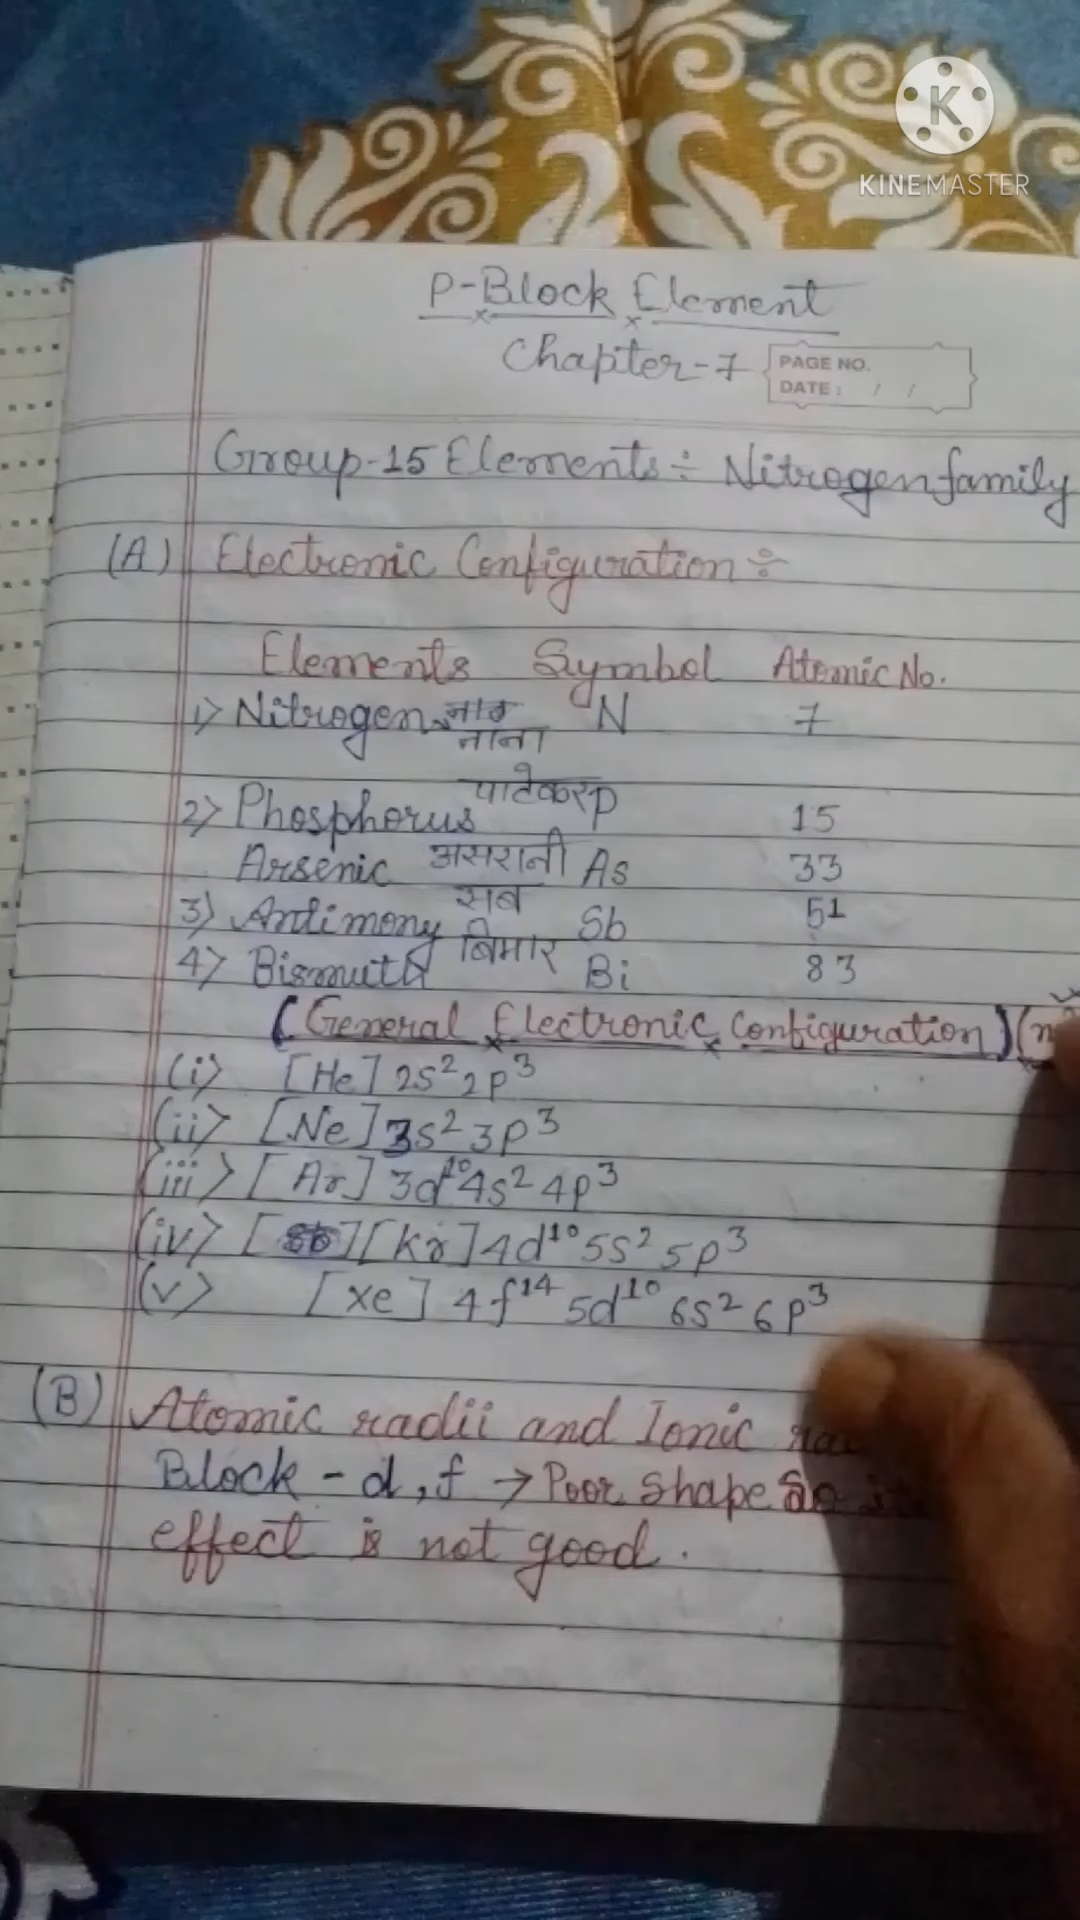 KINEMASTER
P-Block Element
Chapter-7
PAGE NO.
DATE : / /
Group-15 Elements ÷ Nitrogen family
(A) Electronic Configuration ÷
Elements Symbol Atomic No.
1) Nitrogen N 7
नाना
पाटेकर
2) Phosphorus P 15
Arsenic असरानी As 33
सब
3) Antimony Sb 51
4) Bismuth बिमार Bi 83
(General Electronic Configuration) (n
(i) [He] 2s² 2p³
(ii) [Ne] 3s² 3p³
(iii) [Ar] 3d¹⁰ 4s² 4p³
(iv) [ ] [Kr] 4d¹⁰ 5s² 5p³
(v) [Xe] 4f¹⁴ 5d¹⁰ 6s² 6p³
(B) Atomic radii and Ionic
Block - d, f → Poor shape So
effect is not good.